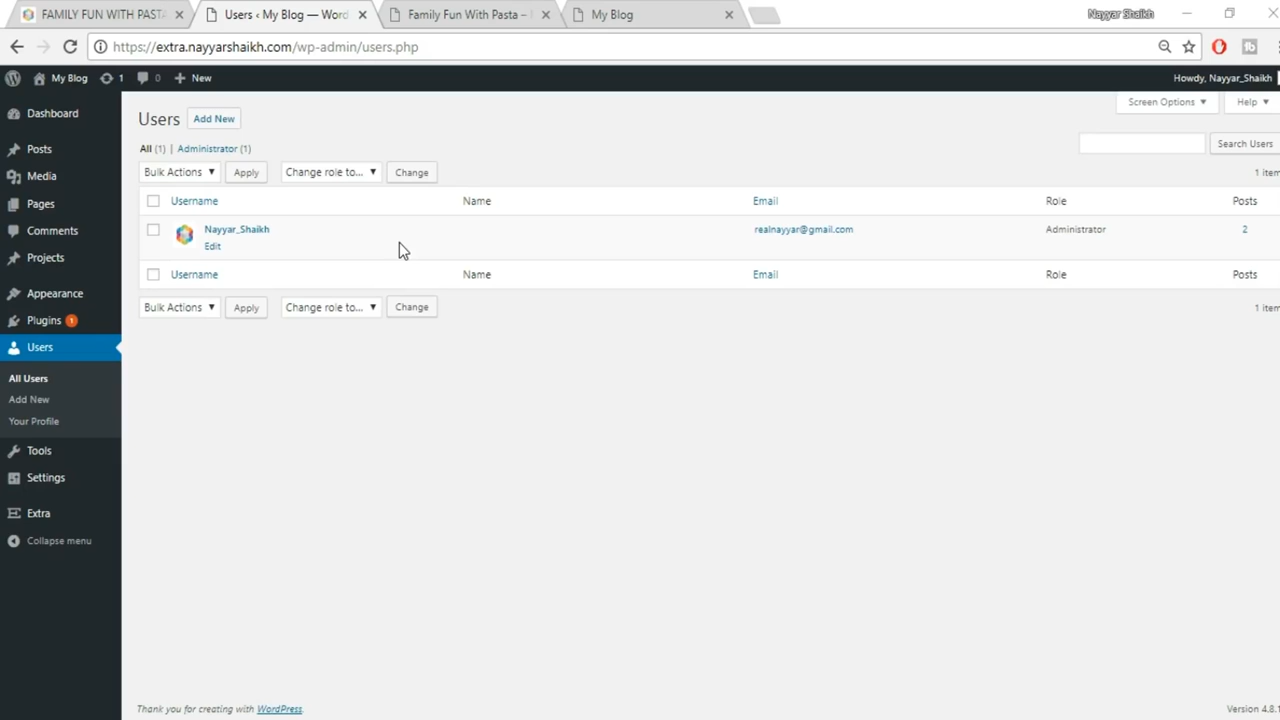 FAMILY FUN WITH PASTA
Users ‹ My Blog — Word
Family Fun With Pasta –
My Blog
Nayyar Shaikh
https://extra.nayyarshaikh.com/wp-admin/users.php
My Blog 1 0 New
Howdy, Nayyar_Shaikh
Dashboard
Posts
Media
Pages
Comments
Projects
Appearance
Plugins 1
Users
All Users
Add New
Your Profile
Tools
Settings
Extra
Collapse menu
Screen Options Help
Users Add New
All (1) | Administrator (1)
Search Users
Bulk Actions Apply Change role to... Change
1 item
Username Name Email Role Posts
Nayyar_Shaikh realnayyar@gmail.com Administrator 2
Edit
Username Name Email Role Posts
Bulk Actions Apply Change role to... Change
1 item
Thank you for creating with WordPress.
Version 4.8.1